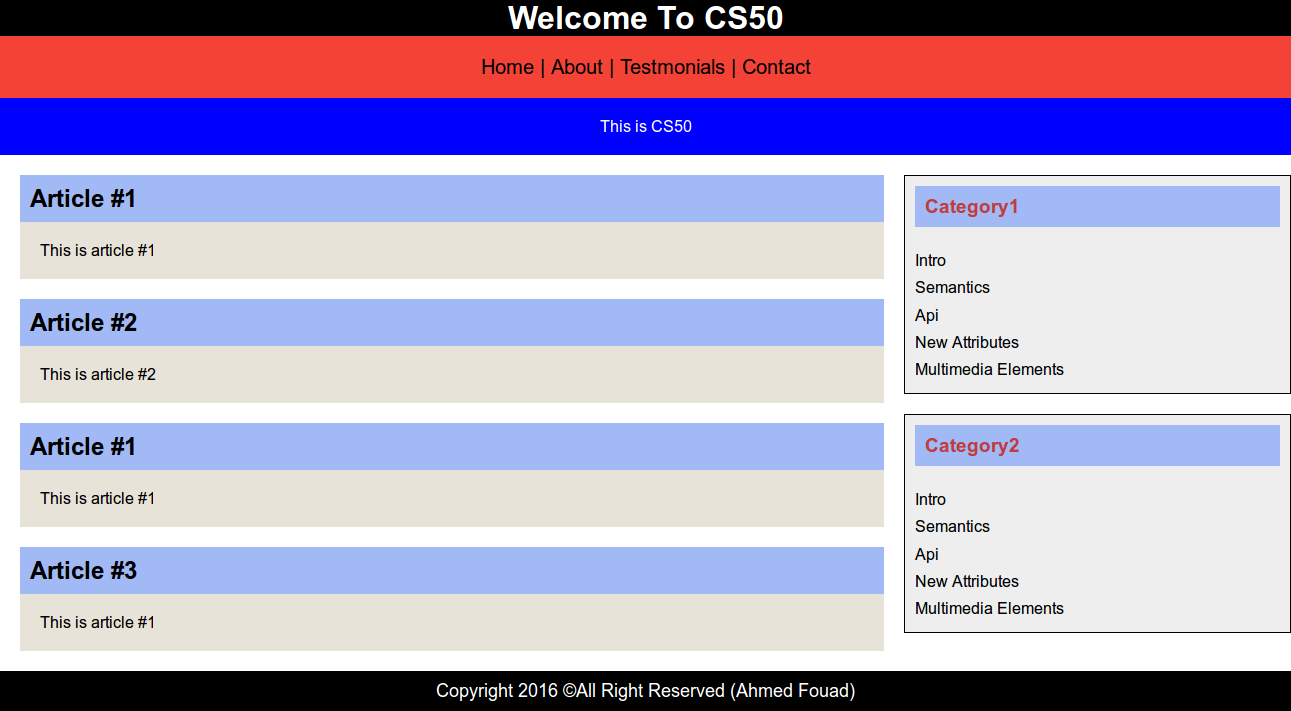 Welcome To CS50
Home | About | Testmonials | Contact
This is CS50
Article #1
This is article #1
Article #2
This is article #2
Article #1
This is article #1
Article #3
This is article #1
Category1
Intro
Semantics
Api
New Attributes
Multimedia Elements
Category2
Intro
Semantics
Api
New Attributes
Multimedia Elements
Copyright 2016 ©All Right Reserved (Ahmed Fouad)